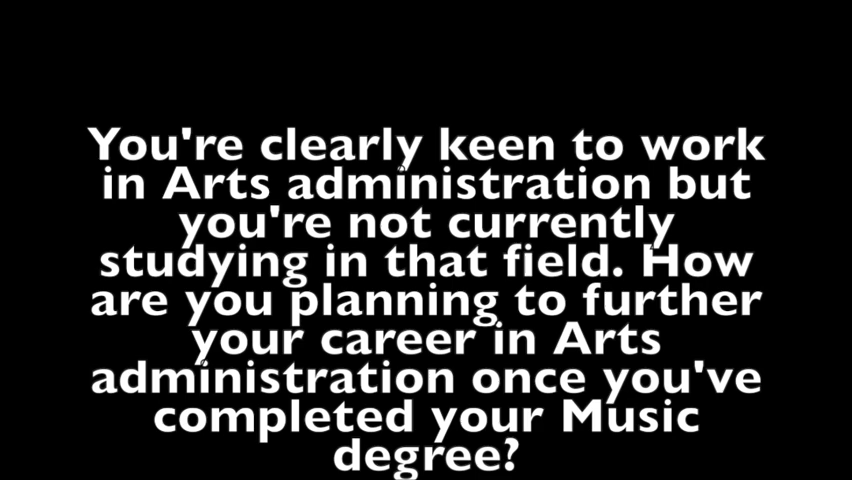 You're clearly keen to work
in Arts administration but
you're not currently
studying in that field. How
are you planning to further
your career in Arts
administration once you've
completed your Music
degree?